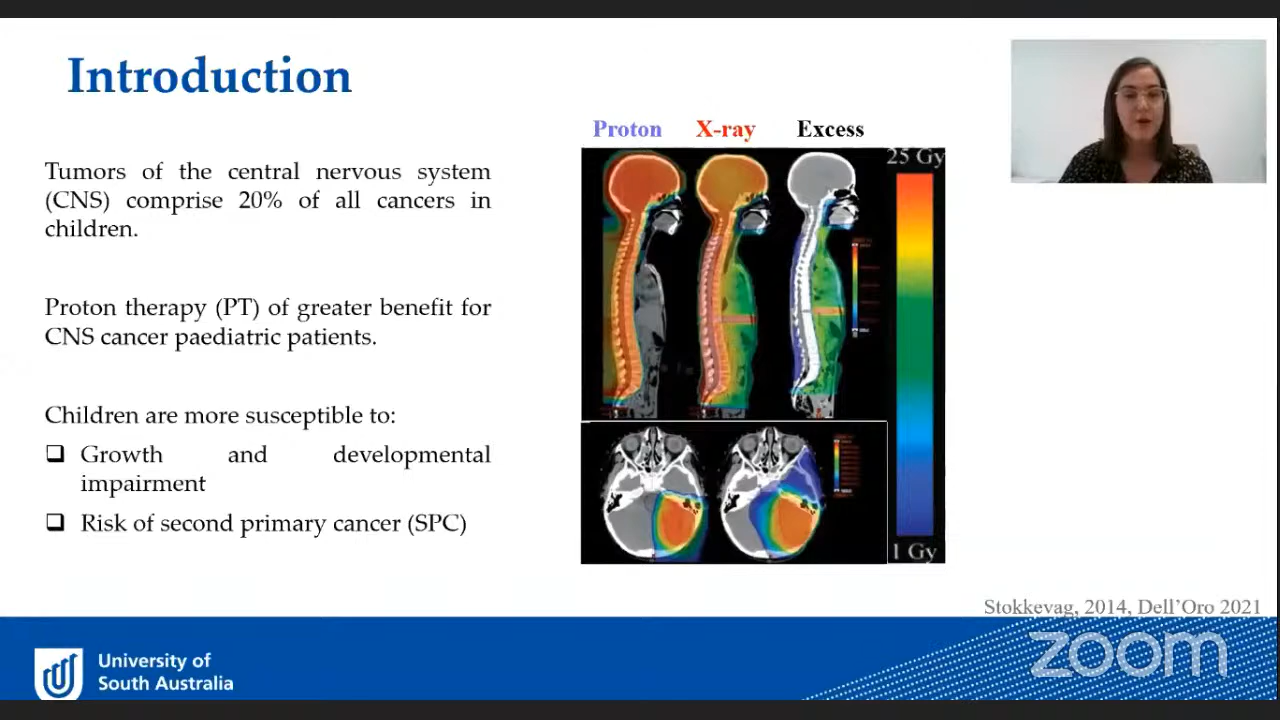 Introduction
Tumors of the central nervous system
(CNS) comprise 20% of all cancers in
children.
Proton therapy (PT) of greater benefit for
CNS cancer paediatric patients.
Children are more susceptible to:
Growth and developmental
impairment
Risk of second primary cancer (SPC)
Proton X-ray Excess
25 Gy
1 Gy
Stokkevag, 2014, Dell'Oro 2021
University of
South Australia
zoom